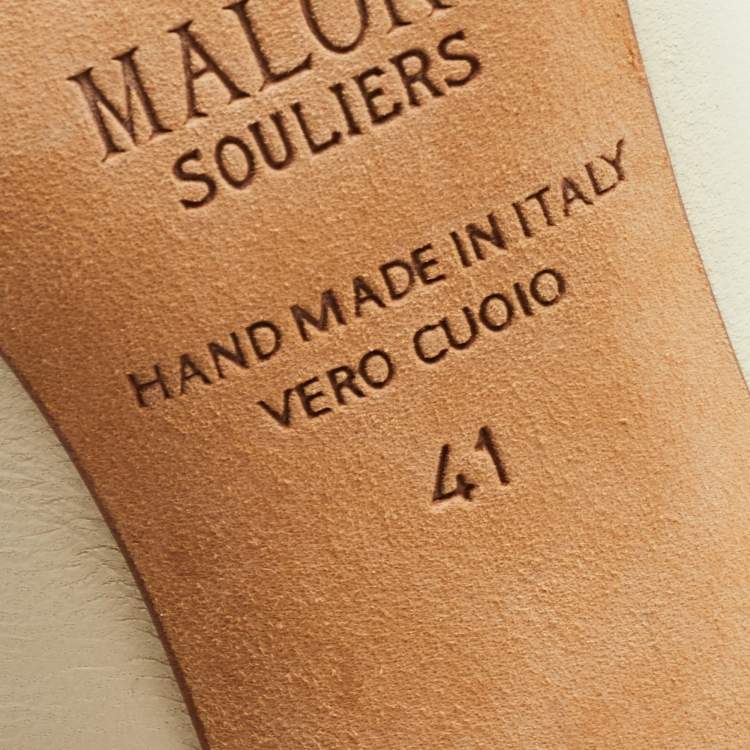 SOULIERS
HAND MADE IN ITALY
VERO CUOIO
41